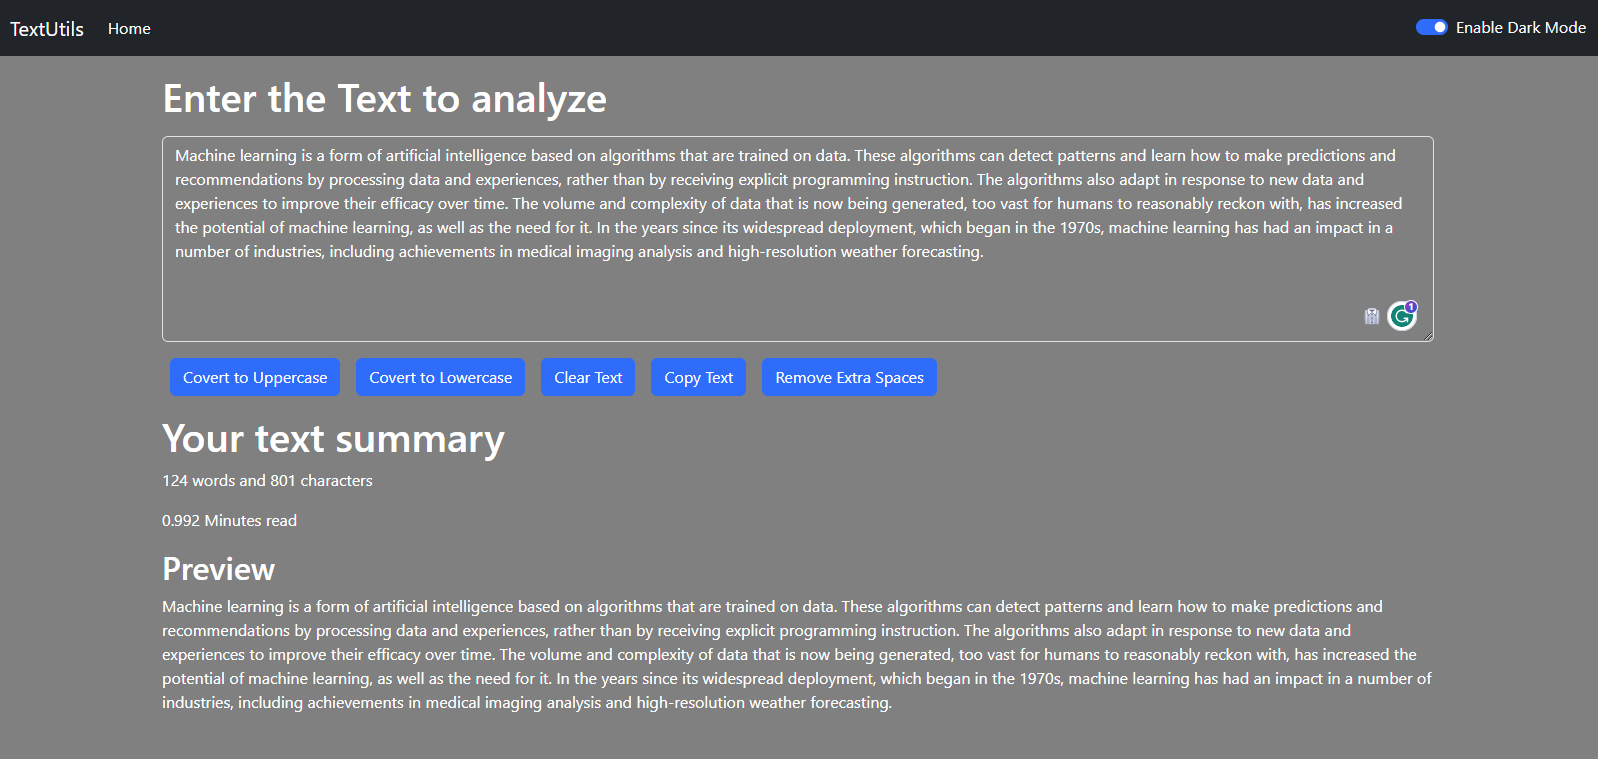 TextUtils Home Enable Dark Mode
Enter the Text to analyze
Machine learning is a form of artificial intelligence based on algorithms that are trained on data. These algorithms can detect patterns and learn how to make predictions and
recommendations by processing data and experiences, rather than by receiving explicit programming instruction. The algorithms also adapt in response to new data and
experiences to improve their efficacy over time. The volume and complexity of data that is now being generated, too vast for humans to reasonably reckon with, has increased
the potential of machine learning, as well as the need for it. In the years since its widespread deployment, which began in the 1970s, machine learning has had an impact in a
number of industries, including achievements in medical imaging analysis and high-resolution weather forecasting.
1
Covert to Uppercase Covert to Lowercase Clear Text Copy Text Remove Extra Spaces
Your text summary
124 words and 801 characters
0.992 Minutes read
Preview
Machine learning is a form of artificial intelligence based on algorithms that are trained on data. These algorithms can detect patterns and learn how to make predictions and
recommendations by processing data and experiences, rather than by receiving explicit programming instruction. The algorithms also adapt in response to new data and
experiences to improve their efficacy over time. The volume and complexity of data that is now being generated, too vast for humans to reasonably reckon with, has increased the
potential of machine learning, as well as the need for it. In the years since its widespread deployment, which began in the 1970s, machine learning has had an impact in a number of
industries, including achievements in medical imaging analysis and high-resolution weather forecasting.